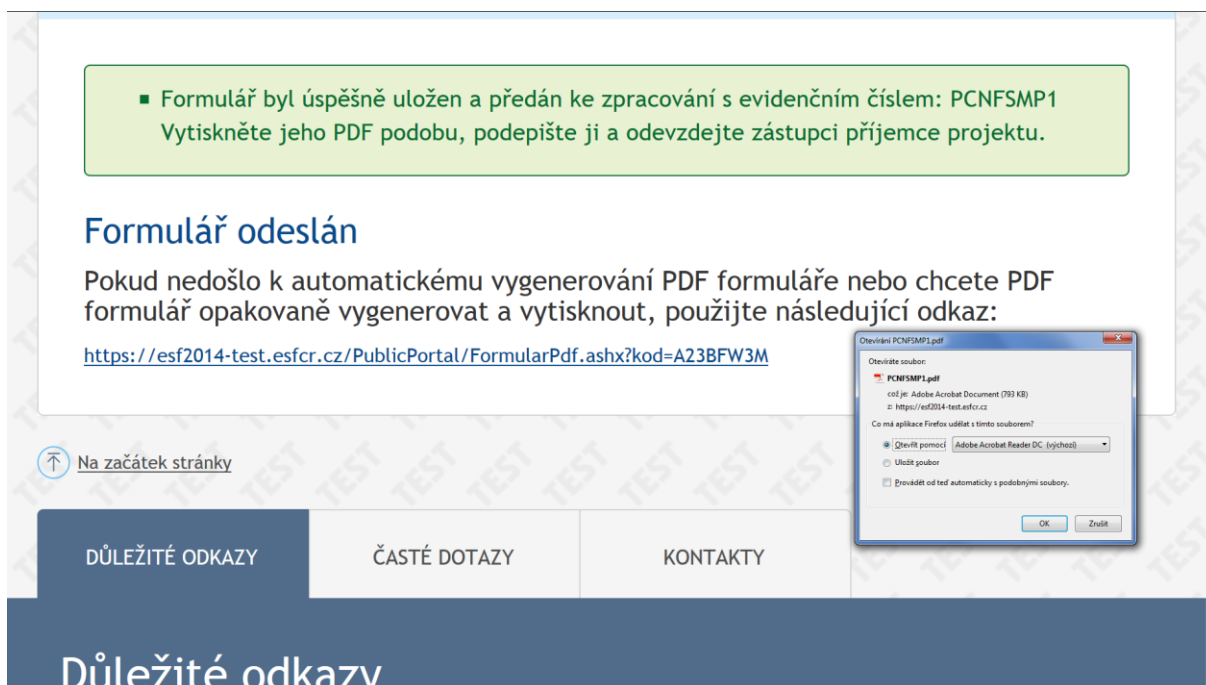 Formulář byl úspěšně uložen a předán ke zpracování s evidenčním číslem: PCNFSMP1
Vytiskněte jeho PDF podobu, podepište ji a odevzdejte zástupci příjemce projektu.
Formulář odeslán
Pokud nedošlo k automatickému vygenerování PDF formuláře nebo chcete PDF
formulář opakovaně vygenerovat a vytisknout, použijte následující odkaz:
https://esf2014-test.esfcr.cz/PublicPortal/FormularPdf.ashx?kod=A23BFW3M
Otevírání PCNFSMP1.pdf
Otevíráte soubor:
PCNFSMP1.pdf
což je: Adobe Acrobat Document (793 KB)
z: https://esf2014-test.esfcr.cz
Co má aplikace Firefox udělat s tímto souborem?
Otevřít pomocí Adobe Acrobat Reader DC (výchozí)
Uložit soubor
Provádět od teď automaticky s podobnými soubory.
OK Zrušit
Na začátek stránky
DŮLEŽITÉ ODKAZY ČASTÉ DOTAZY KONTAKTY
Důležité odkazy
TEST